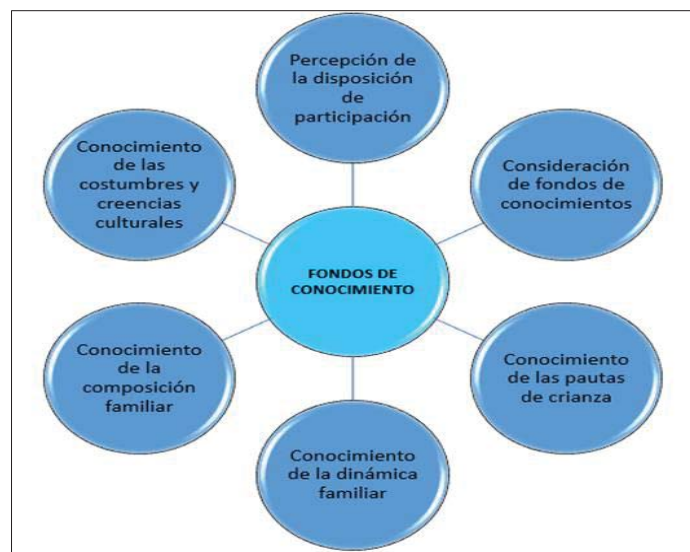 Percepción de
la disposición
de
participación
Consideración
de fondos de
conocimientos
Conocimiento
de las pautas
de crianza
Conocimiento
de la dinámica
familiar
Conocimiento
de la
composición
familiar
Conocimiento
de las
costumbres y
creencias
culturales
FONDOS DE
CONOCIMIENTO